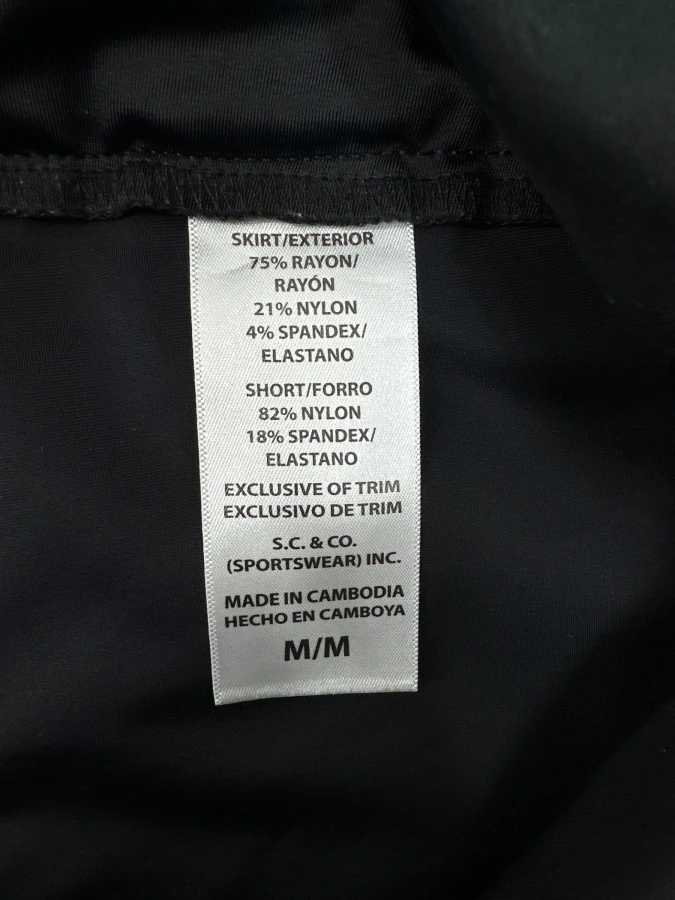 SKIRT/EXTERIOR
75% RAYON/
RAYÓN
21% NYLON
4% SPANDEX/
ELASTANO
SHORT/FORRO
82% NYLON
18% SPANDEX/
ELASTANO
EXCLUSIVE OF TRIM
EXCLUSIVO DE TRIM
S.C. & CO.
(SPORTSWEAR) INC.
MADE IN CAMBODIA
HECHO EN CAMBOYA
M/M